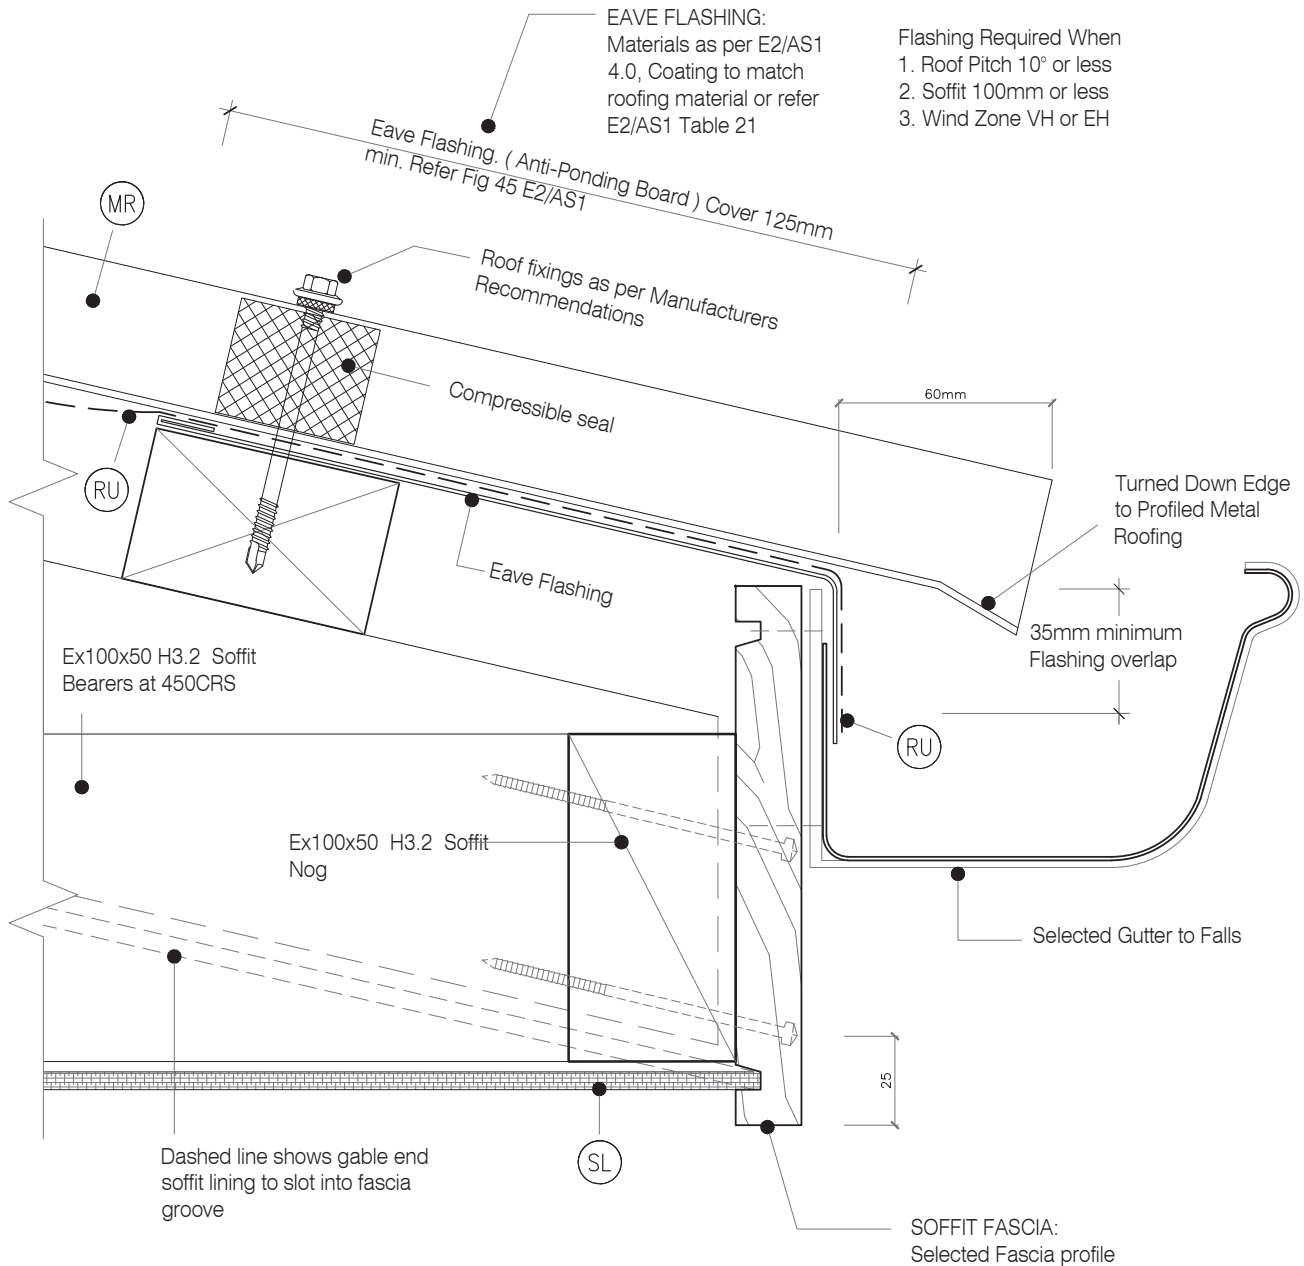 EAVE FLASHING:
Materials as per E2/AS1
4.0, Coating to match
roofing material or refer
E2/AS1 Table 21
Flashing Required When
1. Roof Pitch 10° or less
2. Soffit 100mm or less
3. Wind Zone VH or EH
Eave Flashing. ( Anti-Ponding Board ) Cover 125mm
min. Refer Fig 45 E2/AS1
MR
Roof fixings as per Manufacturers
Recommendations
Compressible seal
60mm
RU
Turned Down Edge
to Profiled Metal
Roofing
Eave Flashing
35mm minimum
Flashing overlap
Ex100x50 H3.2 Soffit
Bearers at 450CRS
RU
Ex100x50 H3.2 Soffit
Nog
Selected Gutter to Falls
25
Dashed line shows gable end
soffit lining to slot into fascia
groove
SL
SOFFIT FASCIA:
Selected Fascia profile